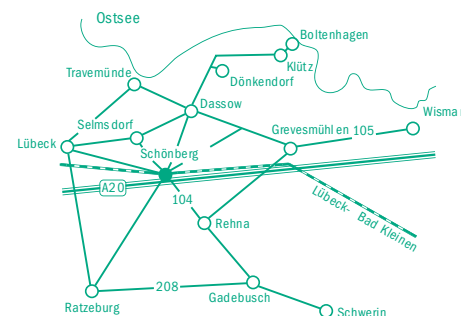 Ostsee
Boltenhagen
Klütz
Travemünde
Dönkendorf
Dassow
Wismar
Selmsdorf
Grevesmühlen 105
Lübeck
Schönberg
A20
104
Lübeck- Bad Kleinen
Rehna
208
Gadebusch
Ratzeburg
Schwerin